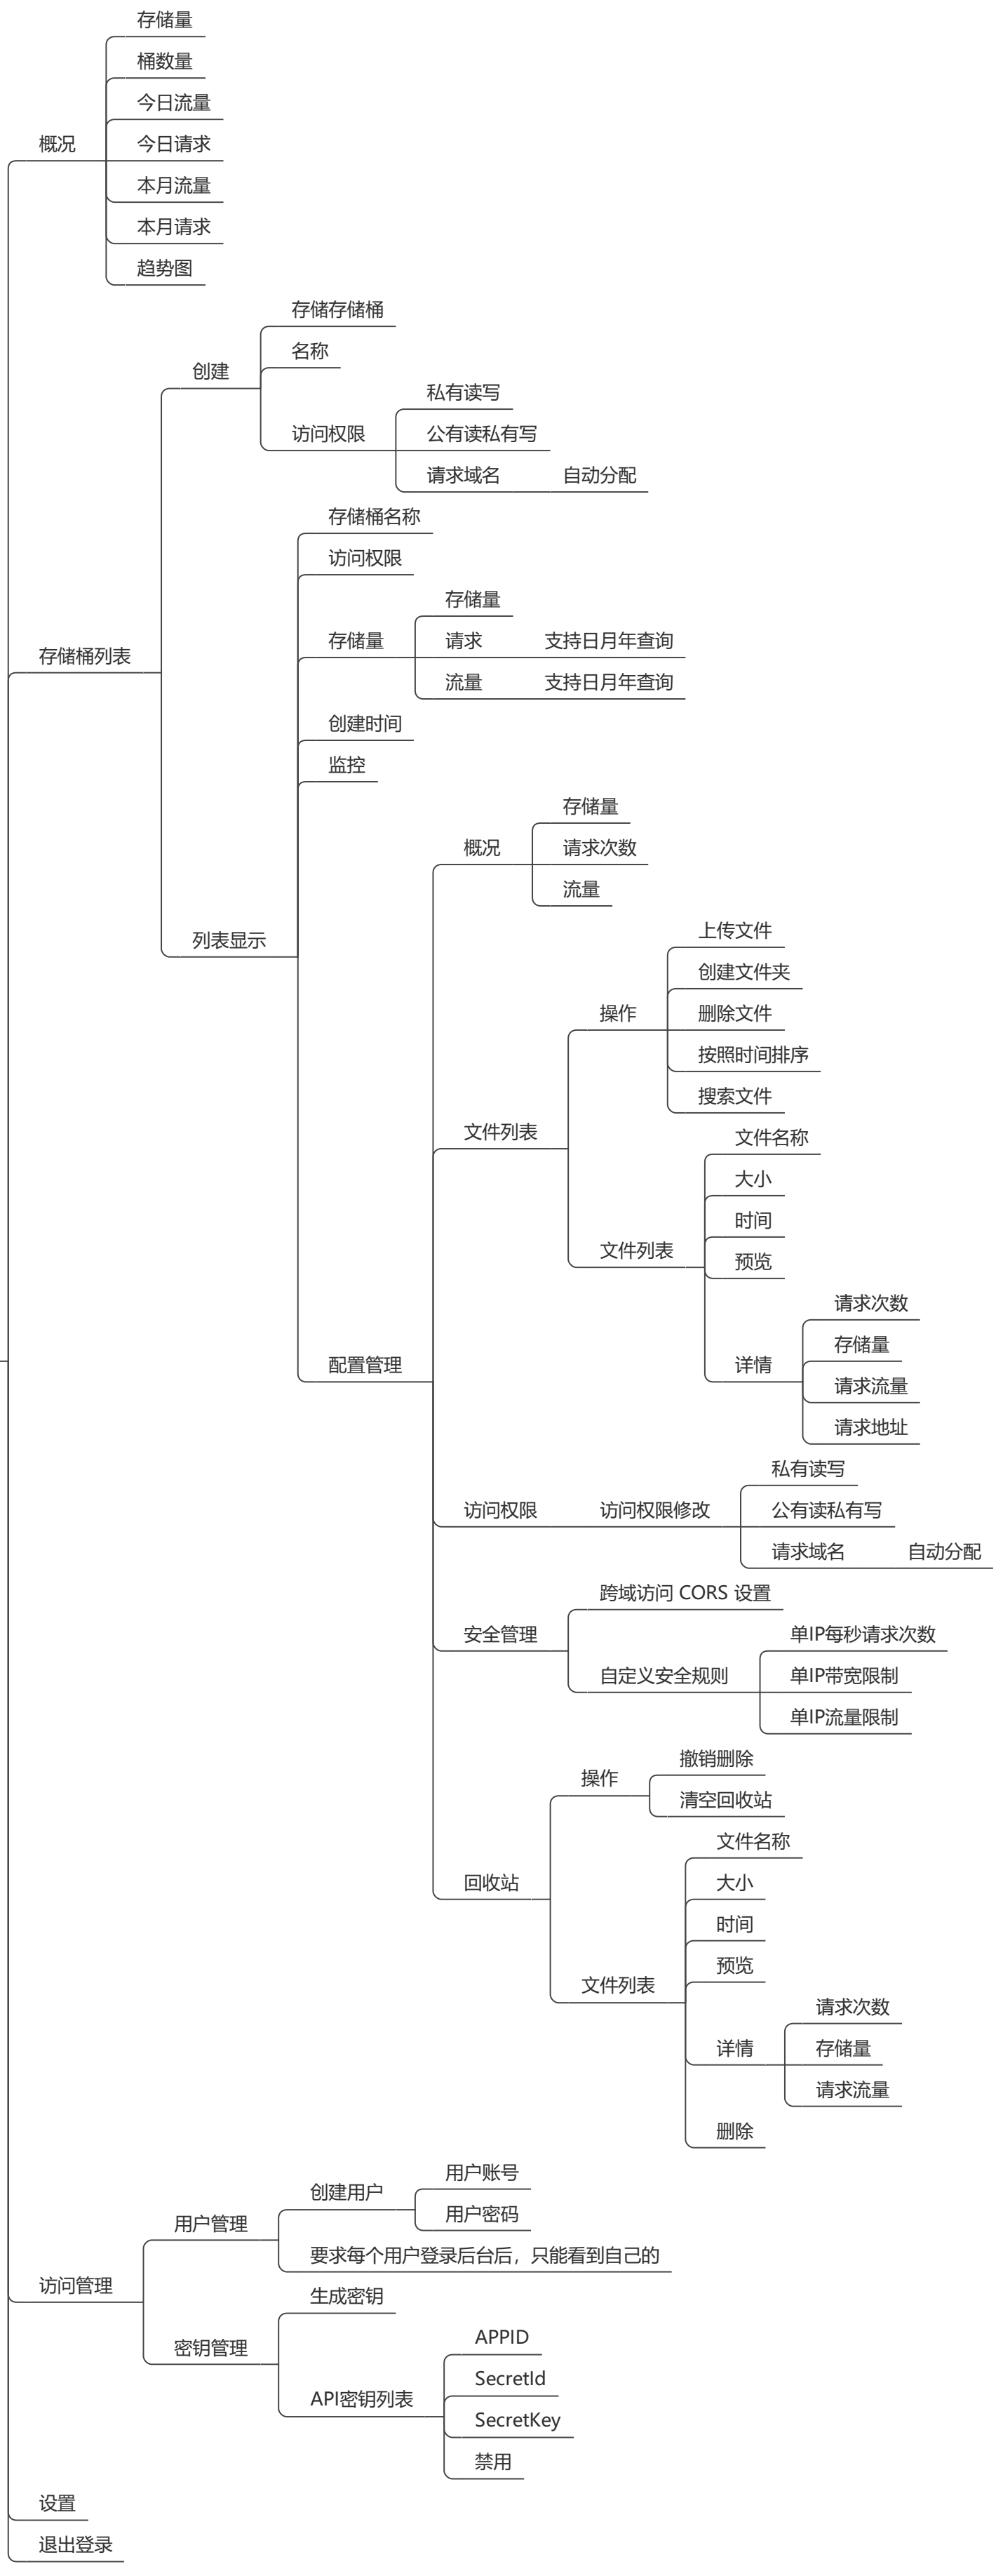 存储量
桶数量
今日流量
概况
今日请求
本月流量
本月请求
趋势图
存储存储桶
名称
创建
私有读写
访问权限
公有读私有写
请求域名
自动分配
存储桶名称
访问权限
存储量
存储量
请求
支持日月年查询
流量
支持日月年查询
存储桶列表
创建时间
监控
存储量
概况
请求次数
流量
列表显示
上传文件
创建文件夹
操作
删除文件
按照时间排序
搜索文件
文件列表
文件名称
大小
时间
文件列表
预览
请求次数
存储量
配置管理
详情
请求流量
请求地址
私有读写
访问权限
访问权限修改
公有读私有写
请求域名
自动分配
跨域访问 CORS 设置
安全管理
单IP每秒请求次数
自定义安全规则
单IP带宽限制
单IP流量限制
撤销删除
操作
清空回收站
文件名称
回收站
大小
时间
预览
文件列表
请求次数
详情
存储量
请求流量
删除
用户账号
创建用户
用户密码
用户管理
要求每个用户登录后台后，只能看到自己的
访问管理
生成密钥
密钥管理
APPID
SecretId
API密钥列表
SecretKey
禁用
设置
退出登录